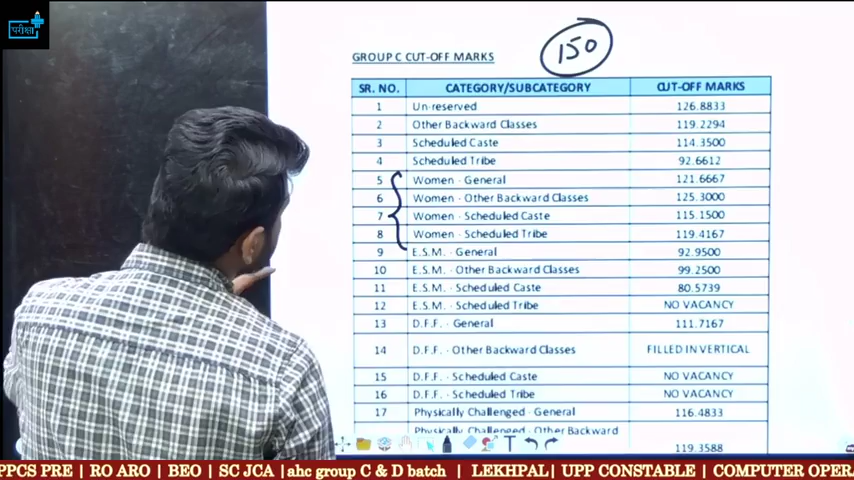 परीक्षा
150
GROUP C CUT-OFF MARKS
SR. NO. CATEGORY/SUBCATEGORY CUT-OFF MARKS
1 Un-reserved 126.8833
2 Other Backward Classes 119.2294
3 Scheduled Caste 114.3500
4 Scheduled Tribe 92.6612
5 Women - General 121.6667
6 Women - Other Backward Classes 125.3000
7 Women - Scheduled Caste 115.1500
8 Women - Scheduled Tribe 119.4167
9 E.S.M. - General 92.9500
10 E.S.M. - Other Backward Classes 99.2500
11 E.S.M. - Scheduled Caste 80.5739
12 E.S.M. - Scheduled Tribe NO VACANCY
13 D.F.F. - General 111.7167
14 D.F.F. - Other Backward Classes FILLED IN VERTICAL
15 D.F.F. - Scheduled Caste NO VACANCY
16 D.F.F. - Scheduled Tribe NO VACANCY
17 Physically Challenged - General 116.4833
Physically Challenged - Other Backward
119.3588
PPCS PRE | RO ARO | BEO | SC JCA |ahc group C & D batch | LEKHPAL| UPP CONSTABLE | COMPUTER OPERA